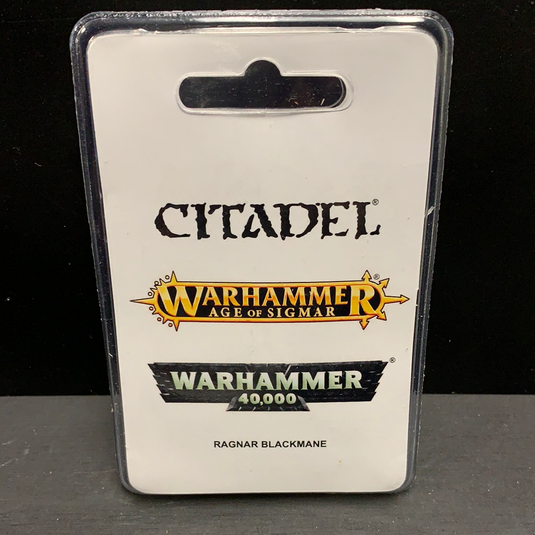 CITADEL®
WARHAMMER®
AGE OF SIGMAR
WARHAMMER®
40,000
RAGNAR BLACKMANE